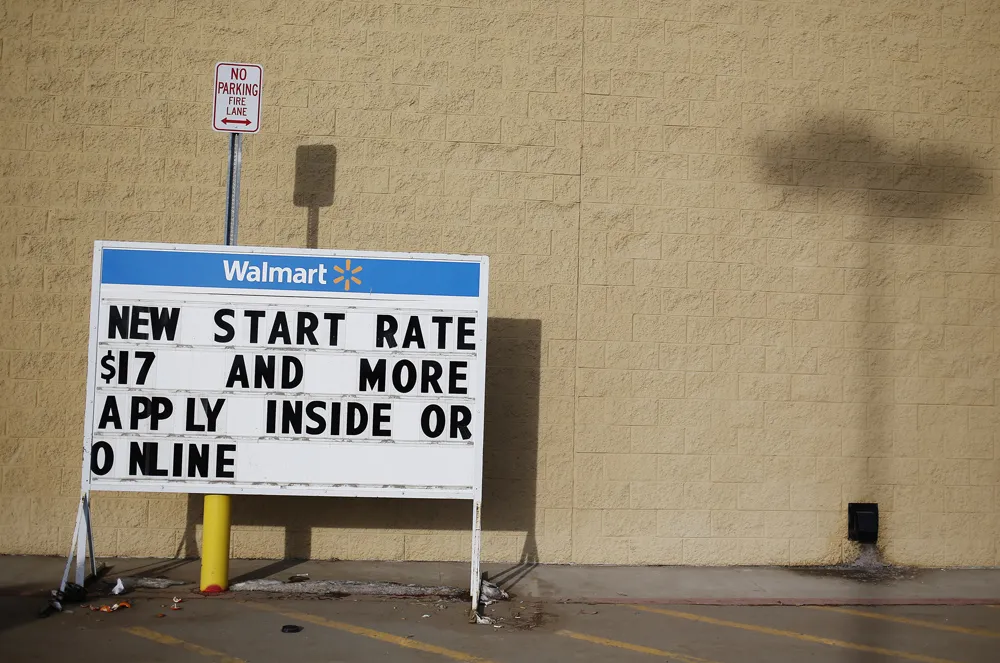 NO
PARKING
FIRE
LANE
Walmart
NEW START RATE
$17 AND MORE
APPLY INSIDE OR
ONLINE